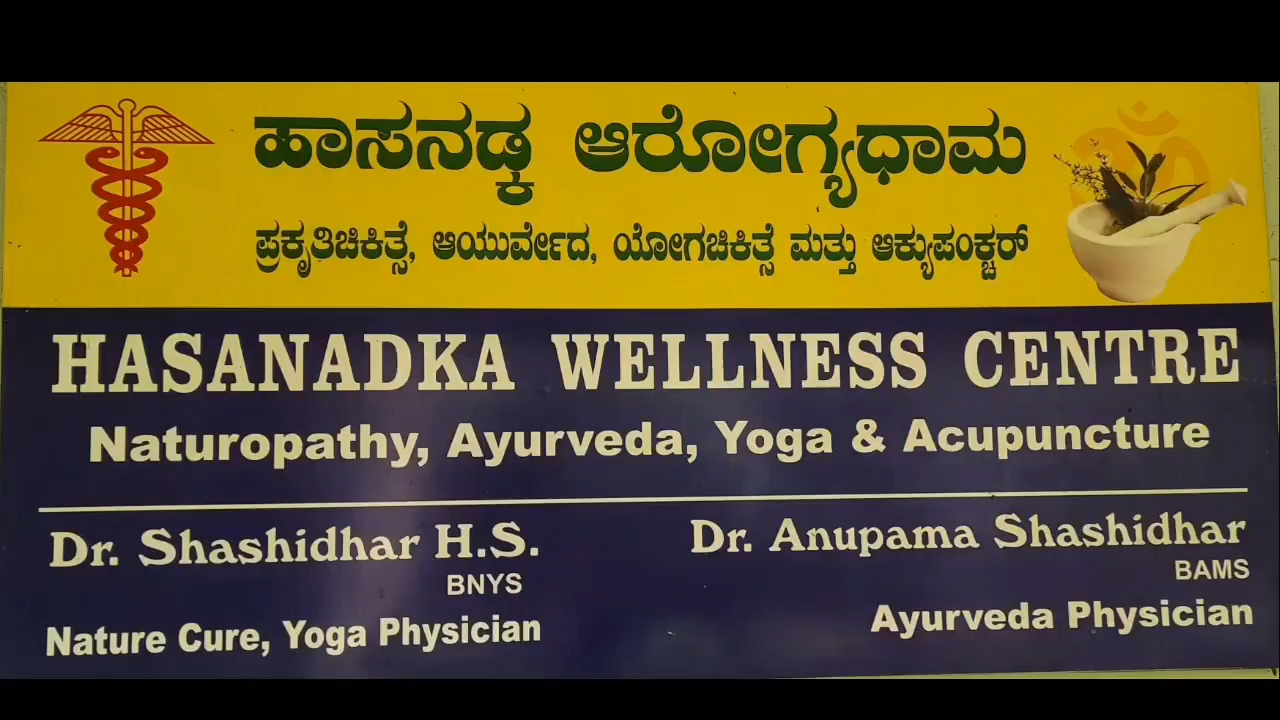 ಹಾಸನಡ್ಕ ಆರೋಗ್ಯಧಾಮ
ಪ್ರಕೃತಿಚಿಕಿತ್ಸೆ, ಆಯುರ್ವೇದ, ಯೋಗಚಿಕಿತ್ಸೆ ಮತ್ತು ಆಕ್ಯುಪಂಕ್ಚರ್
HASANADKA WELLNESS CENTRE
Naturopathy, Ayurveda, Yoga & Acupuncture
Dr. Shashidhar H.S.
BNYS
Nature Cure, Yoga Physician
Dr. Anupama Shashidhar
BAMS
Ayurveda Physician